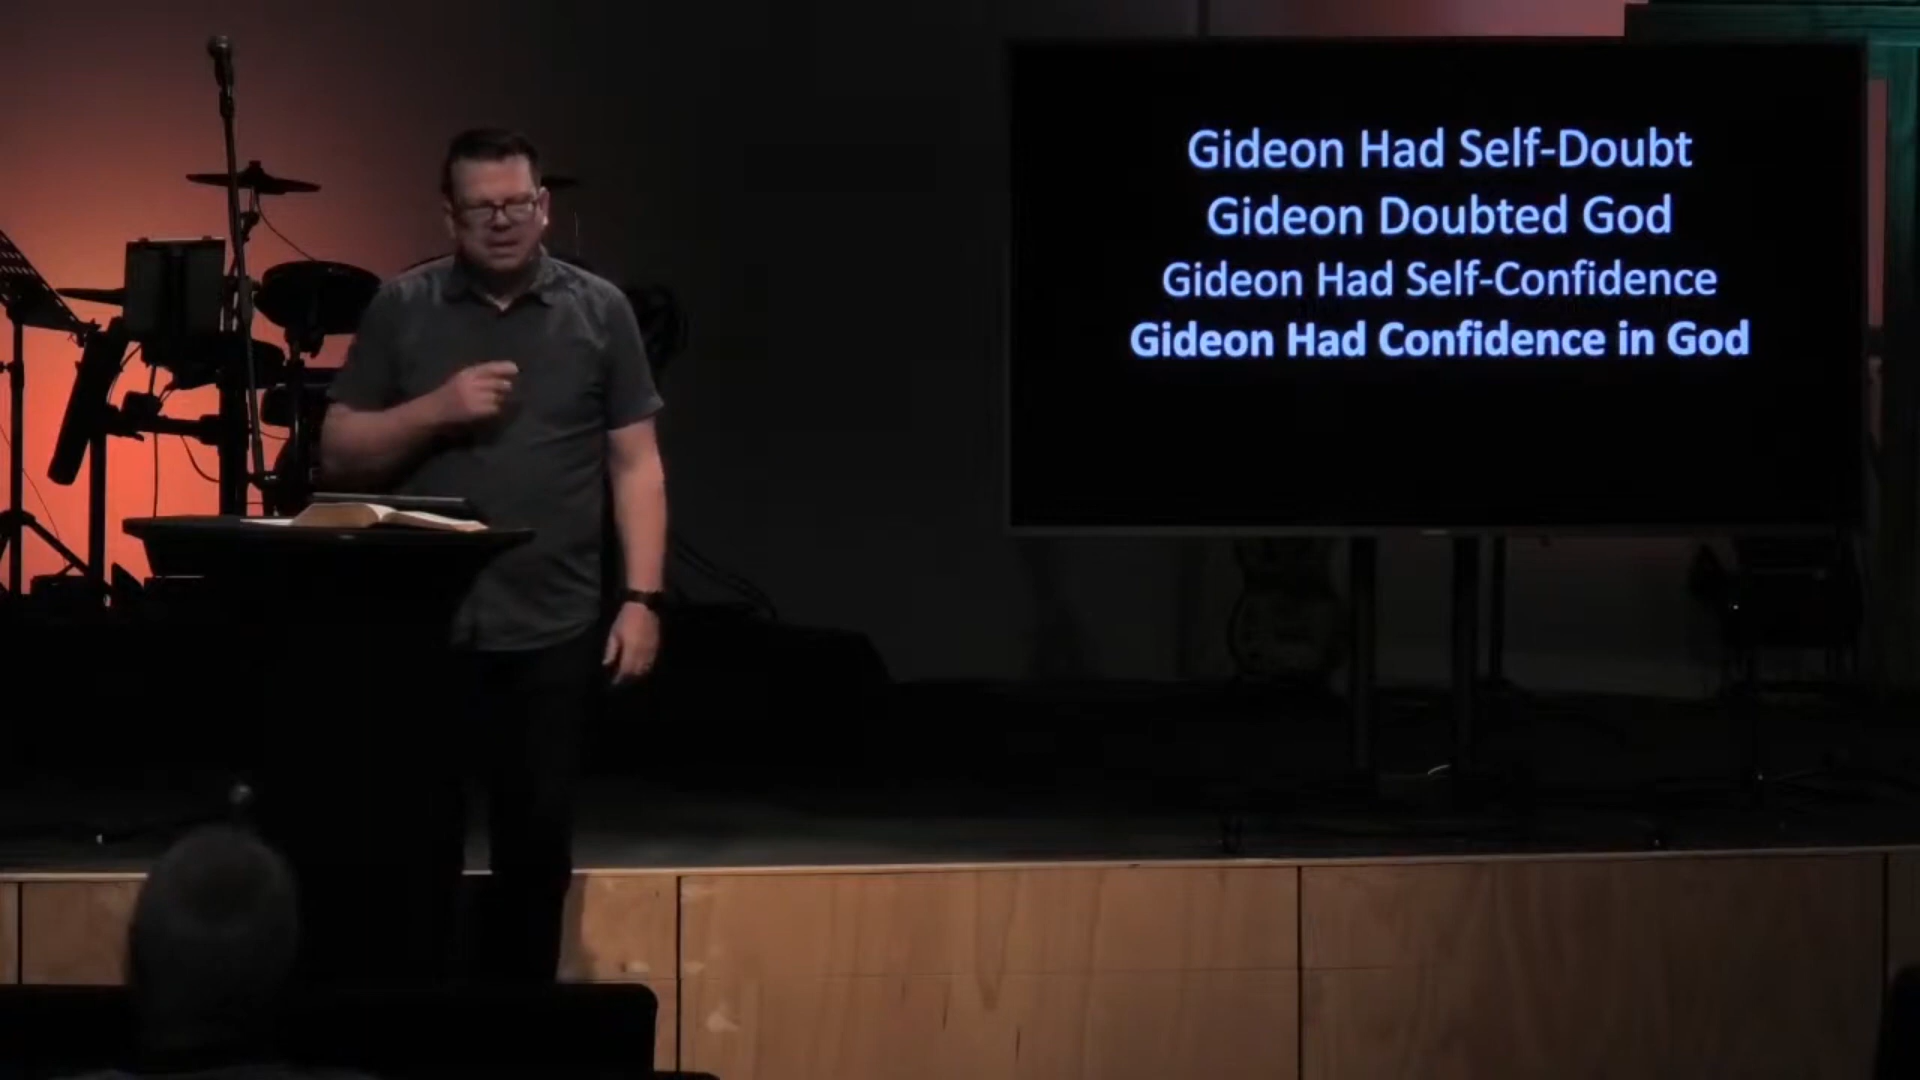 Gideon Had Self-Doubt
Gideon Doubted God
Gideon Had Self-Confidence
Gideon Had Confidence in God